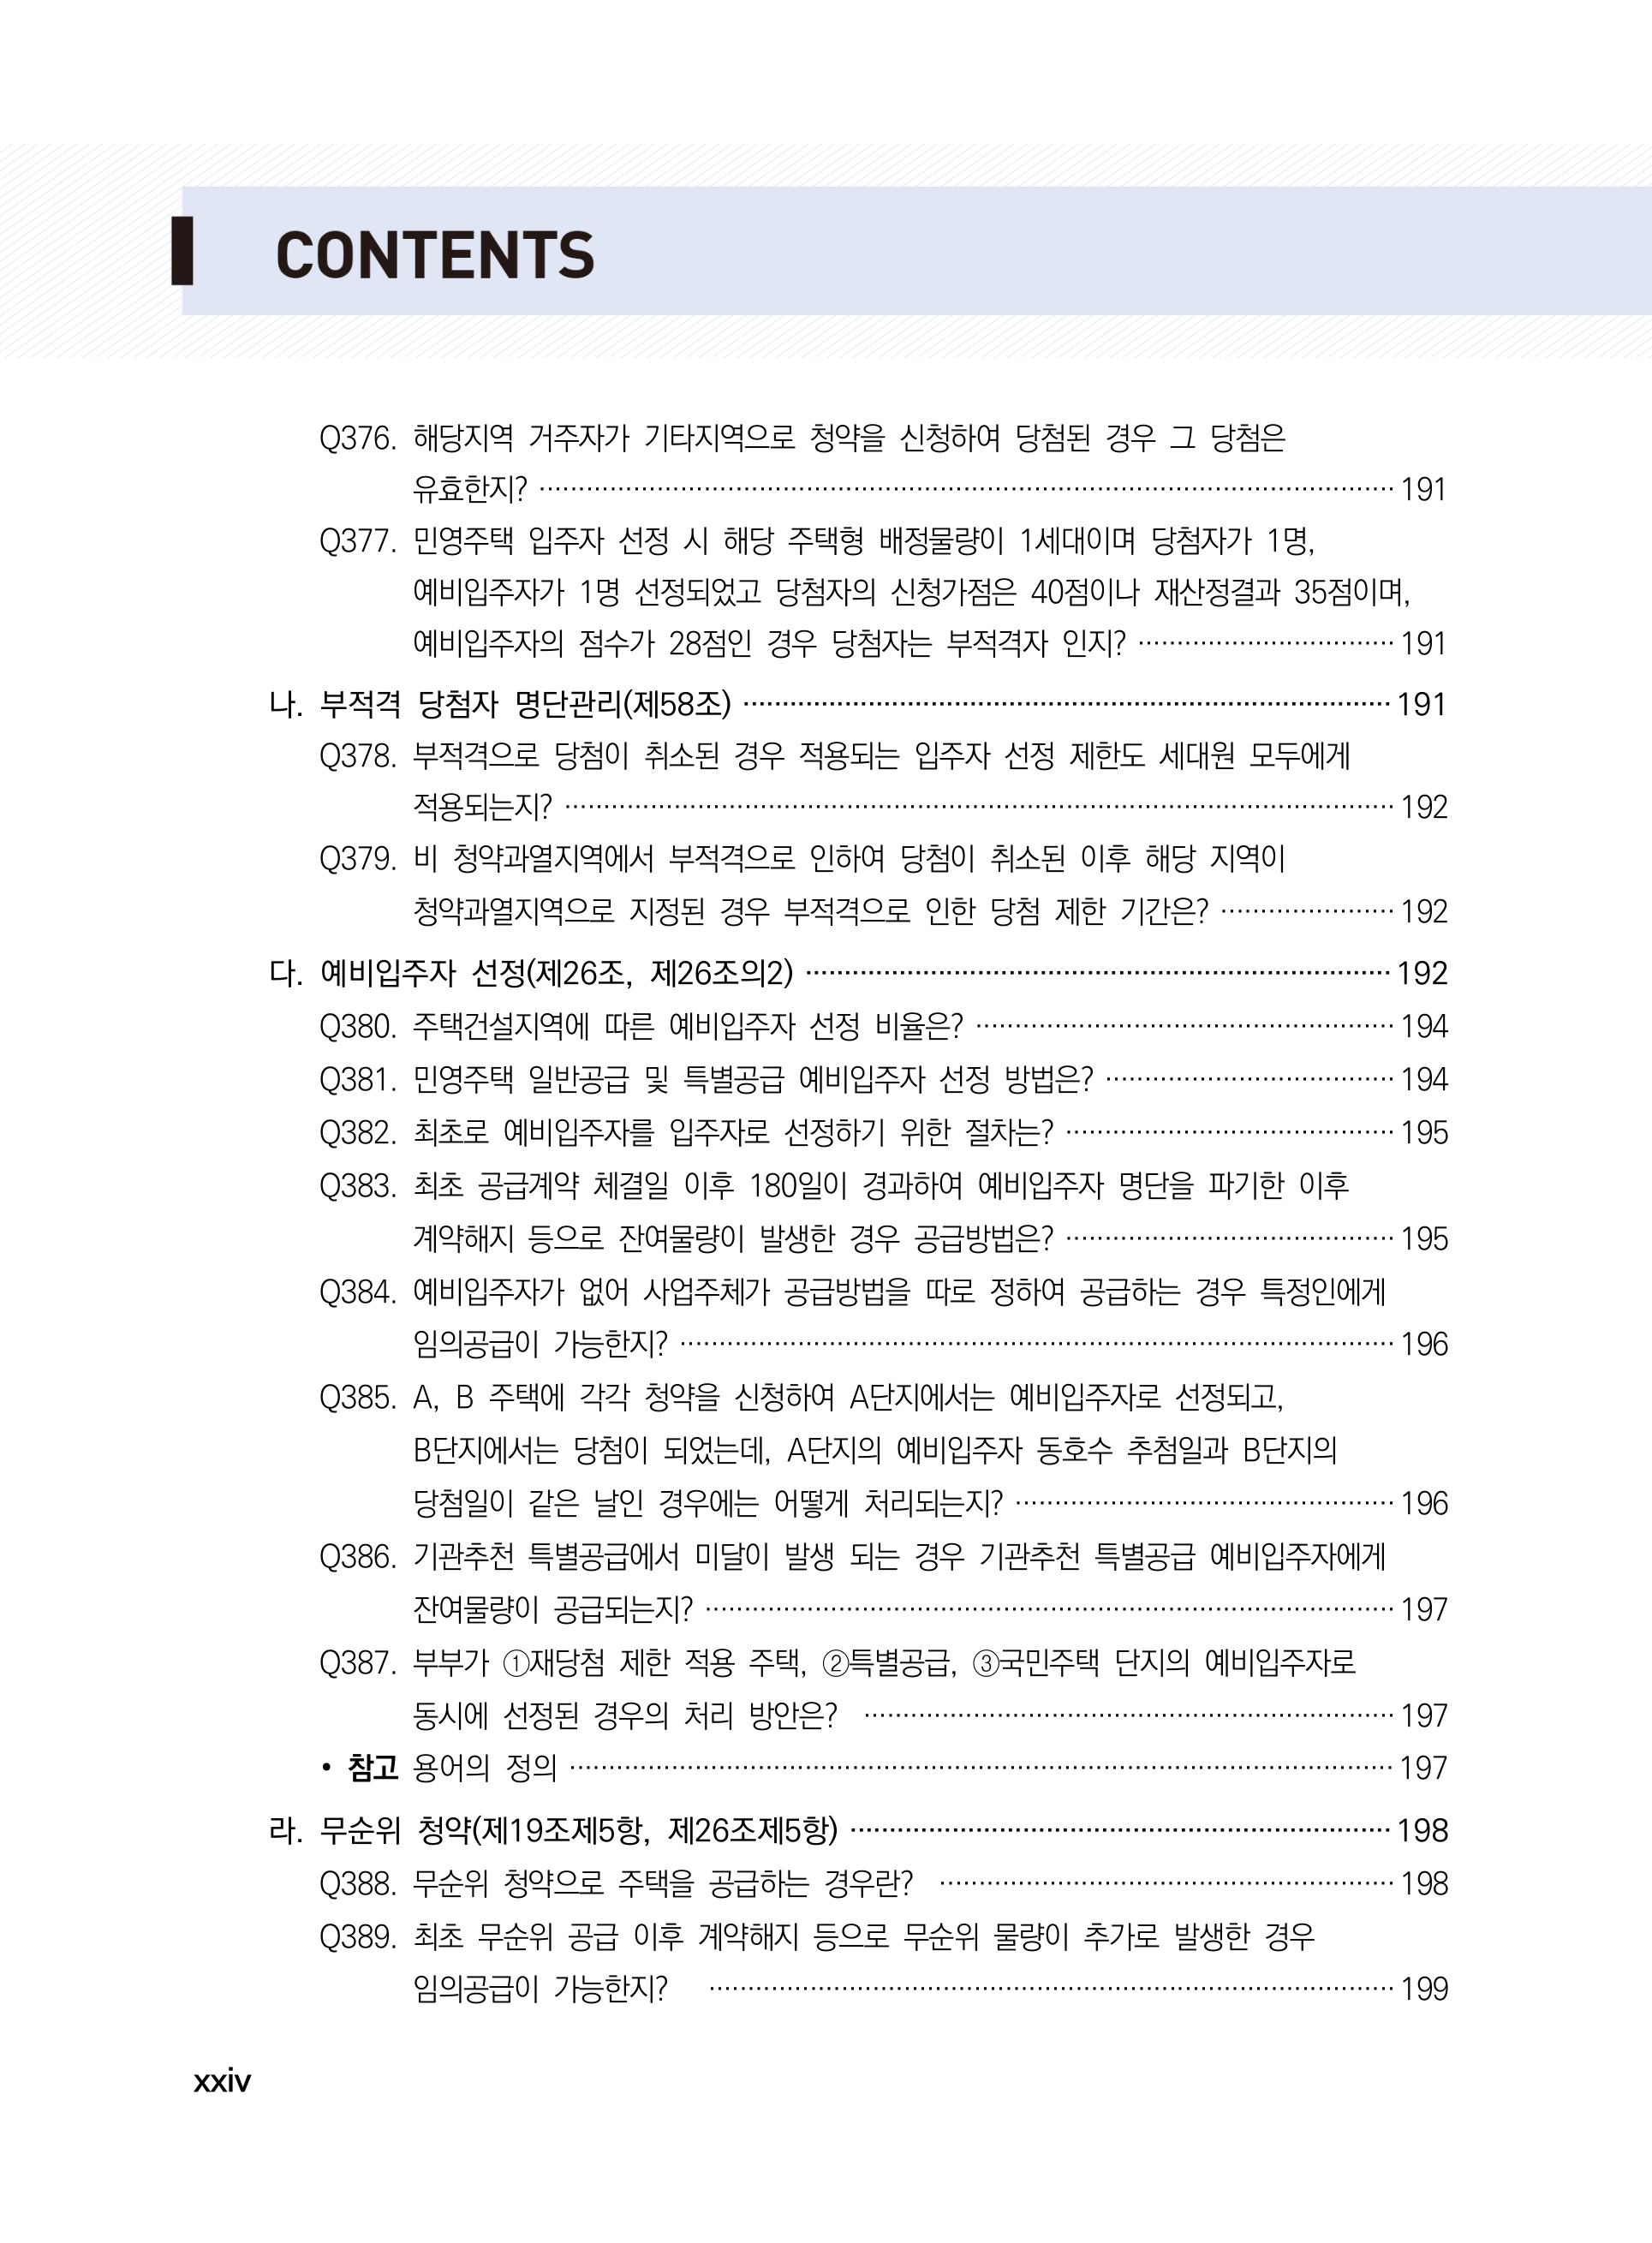 CONTENTS
Q376. 해당지역 거주자가 기타지역으로 청약을 신청하여 당첨된 경우 그 당첨은
유효한지? 191
Q377. 민영주택 입주자 선정 시 해당 주택형 배정물량이 1세대이며 당첨자가 1명,
예비입주자가 1명 선정되었고 당첨자의 신청가점은 40점이나 재산정결과 35점이며,
예비입주자의 점수가 28점인 경우 당첨자는 부적격자 인지? 191
나. 부적격 당첨자 명단관리(제58조) 191
Q378. 부적격으로 당첨이 취소된 경우 적용되는 입주자 선정 제한도 세대원 모두에게
적용되는지? 192
Q379. 비 청약과열지역에서 부적격으로 인하여 당첨이 취소된 이후 해당 지역이
청약과열지역으로 지정된 경우 부적격으로 인한 당첨 제한 기간은? 192
다. 예비입주자 선정(제26조, 제26조의2) 192
Q380. 주택건설지역에 따른 예비입주자 선정 비율은? 194
Q381. 민영주택 일반공급 및 특별공급 예비입주자 선정 방법은? 194
Q382. 최초로 예비입주자를 입주자로 선정하기 위한 절차는? 195
Q383. 최초 공급계약 체결일 이후 180일이 경과하여 예비입주자 명단을 파기한 이후
계약해지 등으로 잔여물량이 발생한 경우 공급방법은? 195
Q384. 예비입주자가 없어 사업주체가 공급방법을 따로 정하여 공급하는 경우 특정인에게
임의공급이 가능한지? 196
Q385. A, B 주택에 각각 청약을 신청하여 A단지에서는 예비입주자로 선정되고,
B단지에서는 당첨이 되었는데, A단지의 예비입주자 동호수 추첨일과 B단지의
당첨일이 같은 날인 경우에는 어떻게 처리되는지? 196
Q386. 기관추천 특별공급에서 미달이 발생 되는 경우 기관추천 특별공급 예비입주자에게
잔여물량이 공급되는지? 197
Q387. 부부가 ①재당첨 제한 적용 주택, ②특별공급, ③국민주택 단지의 예비입주자로
동시에 선정된 경우의 처리 방안은? 197
• 참고 용어의 정의 197
라. 무순위 청약(제19조제5항, 제26조제5항) 198
Q388. 무순위 청약으로 주택을 공급하는 경우란? 198
Q389. 최초 무순위 공급 이후 계약해지 등으로 무순위 물량이 추가로 발생한 경우
임의공급이 가능한지? 199
xxiv